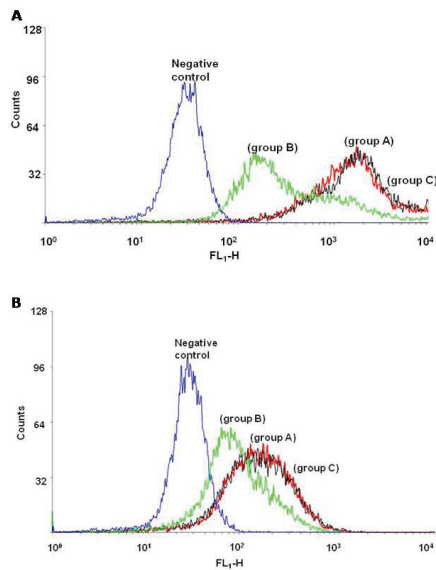 A
128
96
64
32
Counts
Negative
control
(group B)
(group A)
(group C)
10⁰
10¹
10²
10³
10⁴
FL₁-H
B
128
96
64
32
Counts
Negative
control
(group B)
(group A)
(group C)
10⁰
10¹
10²
10³
10⁴
FL₁-H